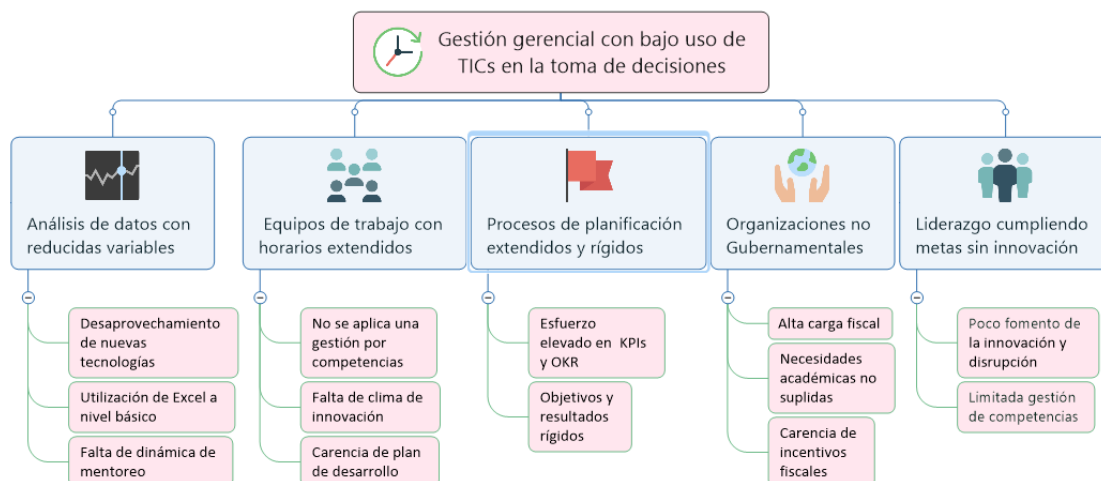 Gestión gerencial con bajo uso de
TICs en la toma de decisiones
Análisis de datos con
reducidas variables
Desaprovechamiento
de nuevas
tecnologías
Utilización de Excel a
nivel básico
Falta de dinámica de
mentoreo
Equipos de trabajo con
horarios extendidos
No se aplica una
gestión por
competencias
Falta de clima de
innovación
Carencia de plan
de desarrollo
Procesos de planificación
extendidos y rígidos
Esfuerzo
elevado en KPIs
y OKR
Objetivos y
resultados
rígidos
Organizaciones no
Gubernamentales
Alta carga fiscal
Necesidades
académicas no
suplidas
Carencia de
incentivos
fiscales
Liderazgo cumpliendo
metas sin innovación
Poco fomento de
la innovación y
disrupción
Limitada gestión
de competencias